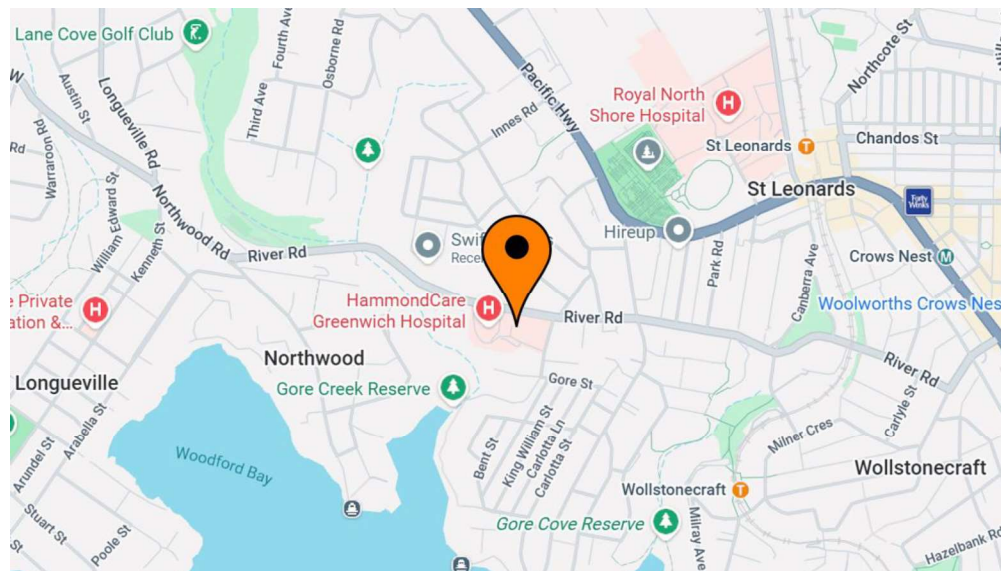 Lane Cove Golf Club
Fourth Ave
Osborne Rd
Third Ave
Pacific Hwy
Innes Rd
Northcote St
Royal North
Shore Hospital
St Leonards
Chandos St
St Leonards
Austin St
Longueville Rd
Warraroon Rd
Rd
W
William Edward St
Kenneth St
Northwood Rd
River Rd
Hireup
Park Rd
Canberra Ave
Forty
Winks
Crows Nest
M
Woolworths Crows Nes
e Private
ation &...
H
HammondCare
Greenwich Hospital
H
River Rd
River Rd
Northwood
Longueville
Gore Creek Reserve
Gore St
Arabella St
Arundel St
Woodford Bay
Bent St
King William St
Carlotta Ln
Carlotta St
Milner Cres
Carlyle St
Wollstonecraft
Wollstonecraft
T
Gore Cove Reserve
Milray Ave
Hazelbank Rd
Stuart St
Poole St
St
H
T